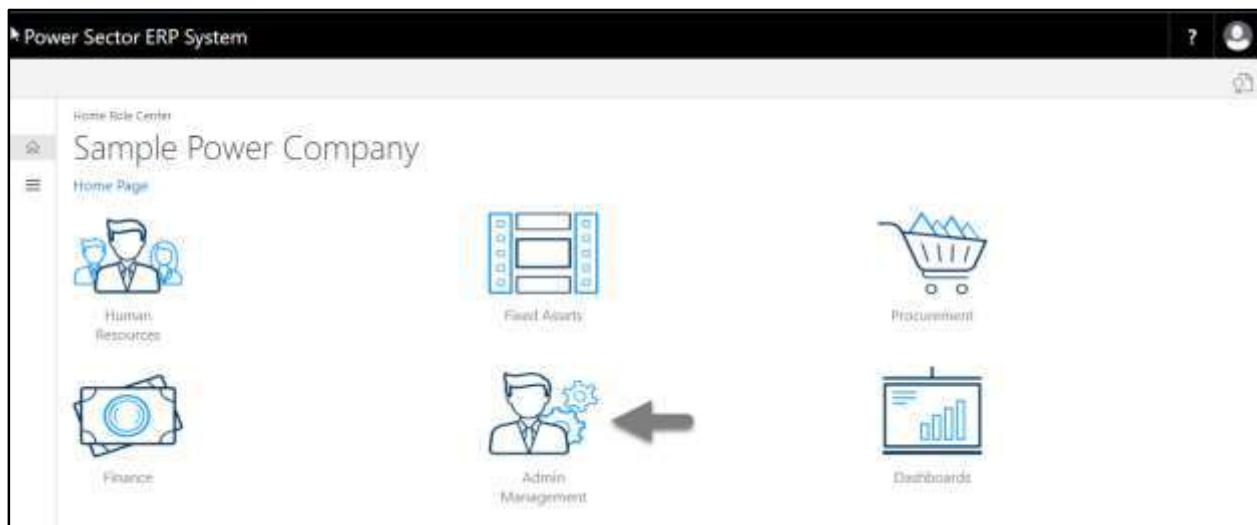 Power Sector ERP System ?
Home Role Center
Sample Power Company
Home Page
Human
Resources
Fixed Assets
Procurement
Finance
Admin
Management
Dashboards